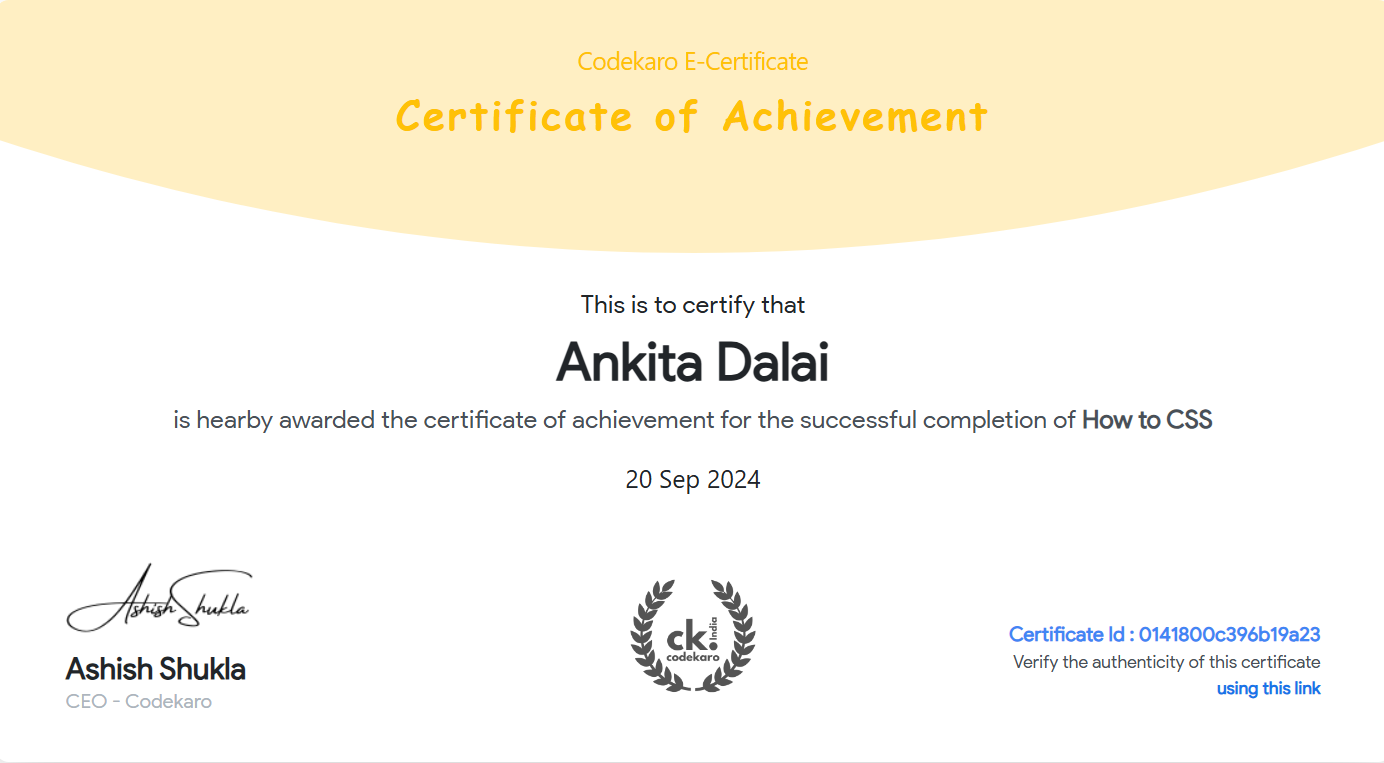 Codekaro E-Certificate
Certificate of Achievement
This is to certify that
Ankita Dalai
is hearby awarded the certificate of achievement for the successful completion of How to CSS
20 Sep 2024
Ashish Shukla
Ashish Shukla
CEO - Codekaro
ck.
India
codekaro
Certificate Id : 0141800c396b19a23
Verify the authenticity of this certificate
using this link